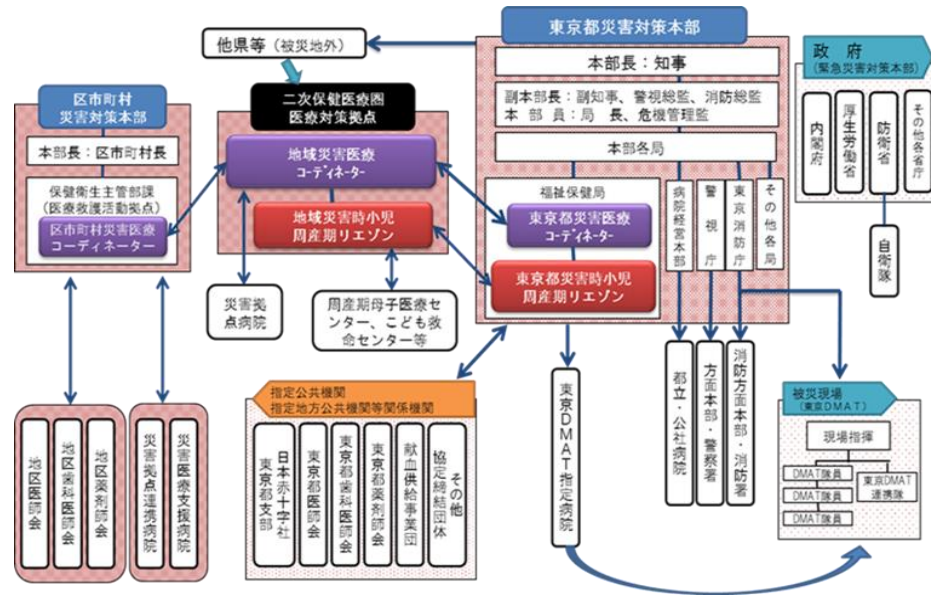 東京都災害対策本部
本部長：知事
副本部長：副知事、警視総監、消防総監
本 部 員：局 長、危機管理監
本部各局
福祉保健局
東京都災害医療
コーディネーター
東京都災害時小児
周産期リエゾン
病院経営本部
警視庁
東京消防庁
その他各局
他県等（被災地外）
二次保健医療圏
医療対策拠点
地域災害医療
コーディネーター
地域災害時小児
周産期リエゾン
災害拠
点病院
周産期母子医療セ
ンター、こども救
命センター等
区市町村
災害対策本部
本部長：区市町村長
保健衛生主管部課
（医療救護活動拠点）
区市町村災害医療
コーディネーター
地区医師会
地区歯科医師会
地区薬剤師会
災害拠点連携病院
災害医療支援病院
指定公共機関
指定地方公共機関等関係機関
日本赤十字社
東京都支部
東京都医師会
東京都歯科医師会
東京都薬剤師会
献血供給事業団
協定締結団体
その他
東京DMAT指定病院
都立・公社病院
方面本部・警察署
消防方面本部・消防署
政 府
（緊急災害対策本部）
内閣府
厚生労働省
防衛省
その他各省庁
自衛隊
被災現場
（東京DMAT）
現場指揮
DMAT隊員
DMAT隊員
DMAT隊員
東京DMAT
連携隊